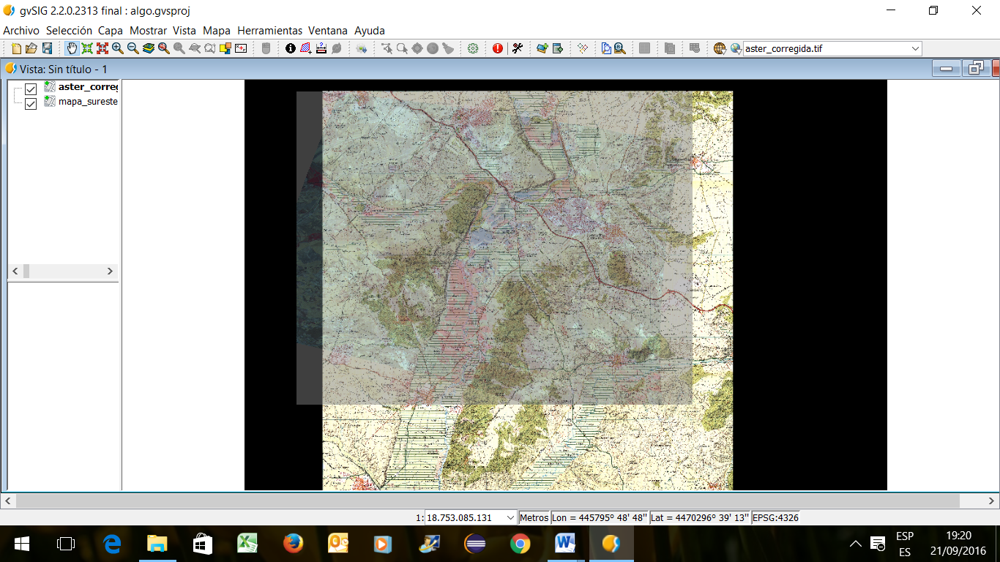 gvSIG 2.2.0.2313 final : algo.gvsproj
Archivo Selección Capa Mostrar Vista Mapa Herramientas Ventana Ayuda
aster_corregida.tif
Vista: Sin título - 1
aster_correg
mapa_sureste
1: 18.753.085.131 Metros Lon = 445795° 48' 48'' Lat = 4470296° 39' 13'' EPSG:4326
ESP 19:20
ES 21/09/2016